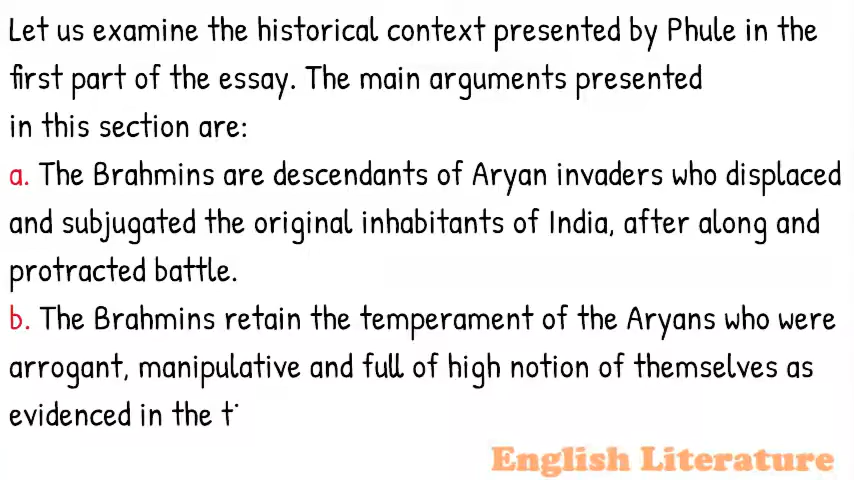 Let us examine the historical context presented by Phule in the
first part of the essay. The main arguments presented
in this section are:
a. The Brahmins are descendants of Aryan invaders who displaced
and subjugated the original inhabitants of India, after along and
protracted battle.
b. The Brahmins retain the temperament of the Aryans who were
arrogant, manipulative and full of high notion of themselves as
evidenced in the t
English Literature